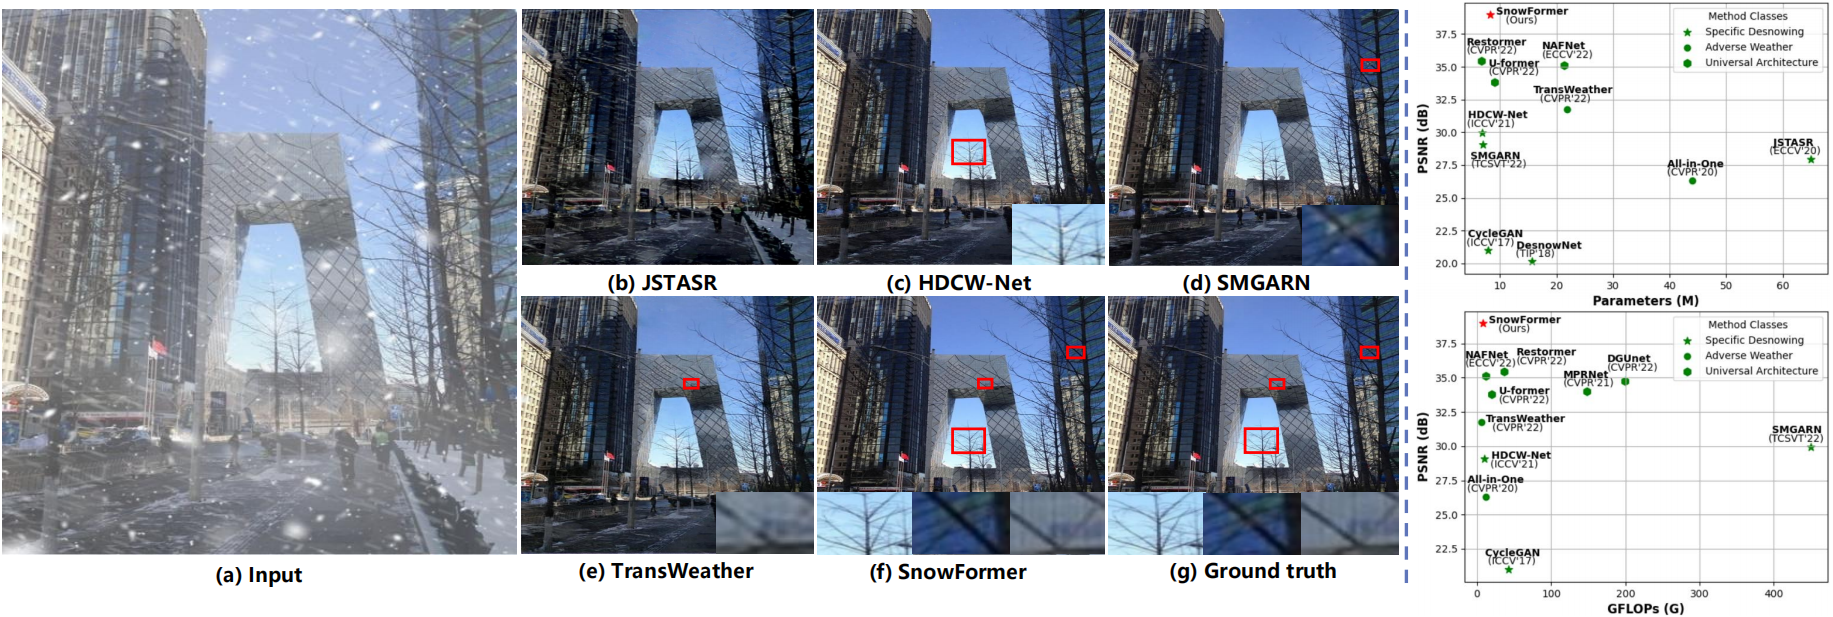 (a) Input
(b) JSTASR
(c) HDCW-Net
(d) SMGARN
(e) TransWeather
(f) SnowFormer
(g) Ground truth
SnowFormer
(Ours)
Method Classes
Specific Desnowing
Adverse Weather
Universal Architecture
Restormer
(CVPR'22)
NAFNet
(ECCV'22)
U-former
(CVPR'22)
TransWeather
(CVPR'22)
HDCW-Net
(ICCV'21)
SMGARN
(TCSVT'22)
JSTASR
(ECCV'20)
All-in-One
(CVPR'20)
CycleGAN
(ICCV'17)
DesnowNet
(TIP'18)
PSNR (dB)
37.5
35.0
32.5
30.0
27.5
25.0
22.5
20.0
10
20
30
40
50
60
Parameters (M)
SnowFormer
(Ours)
Method Classes
Specific Desnowing
Adverse Weather
Universal Architecture
NAFNet
(ECCV'22)
Restormer
(CVPR'22)
DGUnet
(CVPR'22)
MPRNet
(CVPR'21)
U-former
(CVPR'22)
TransWeather
(CVPR'22)
SMGARN
(TCSVT'22)
HDCW-Net
(ICCV'21)
All-in-One
(CVPR'20)
CycleGAN
(ICCV'17)
PSNR (dB)
37.5
35.0
32.5
30.0
27.5
25.0
22.5
0
100
200
300
400
GFLOPs (G)